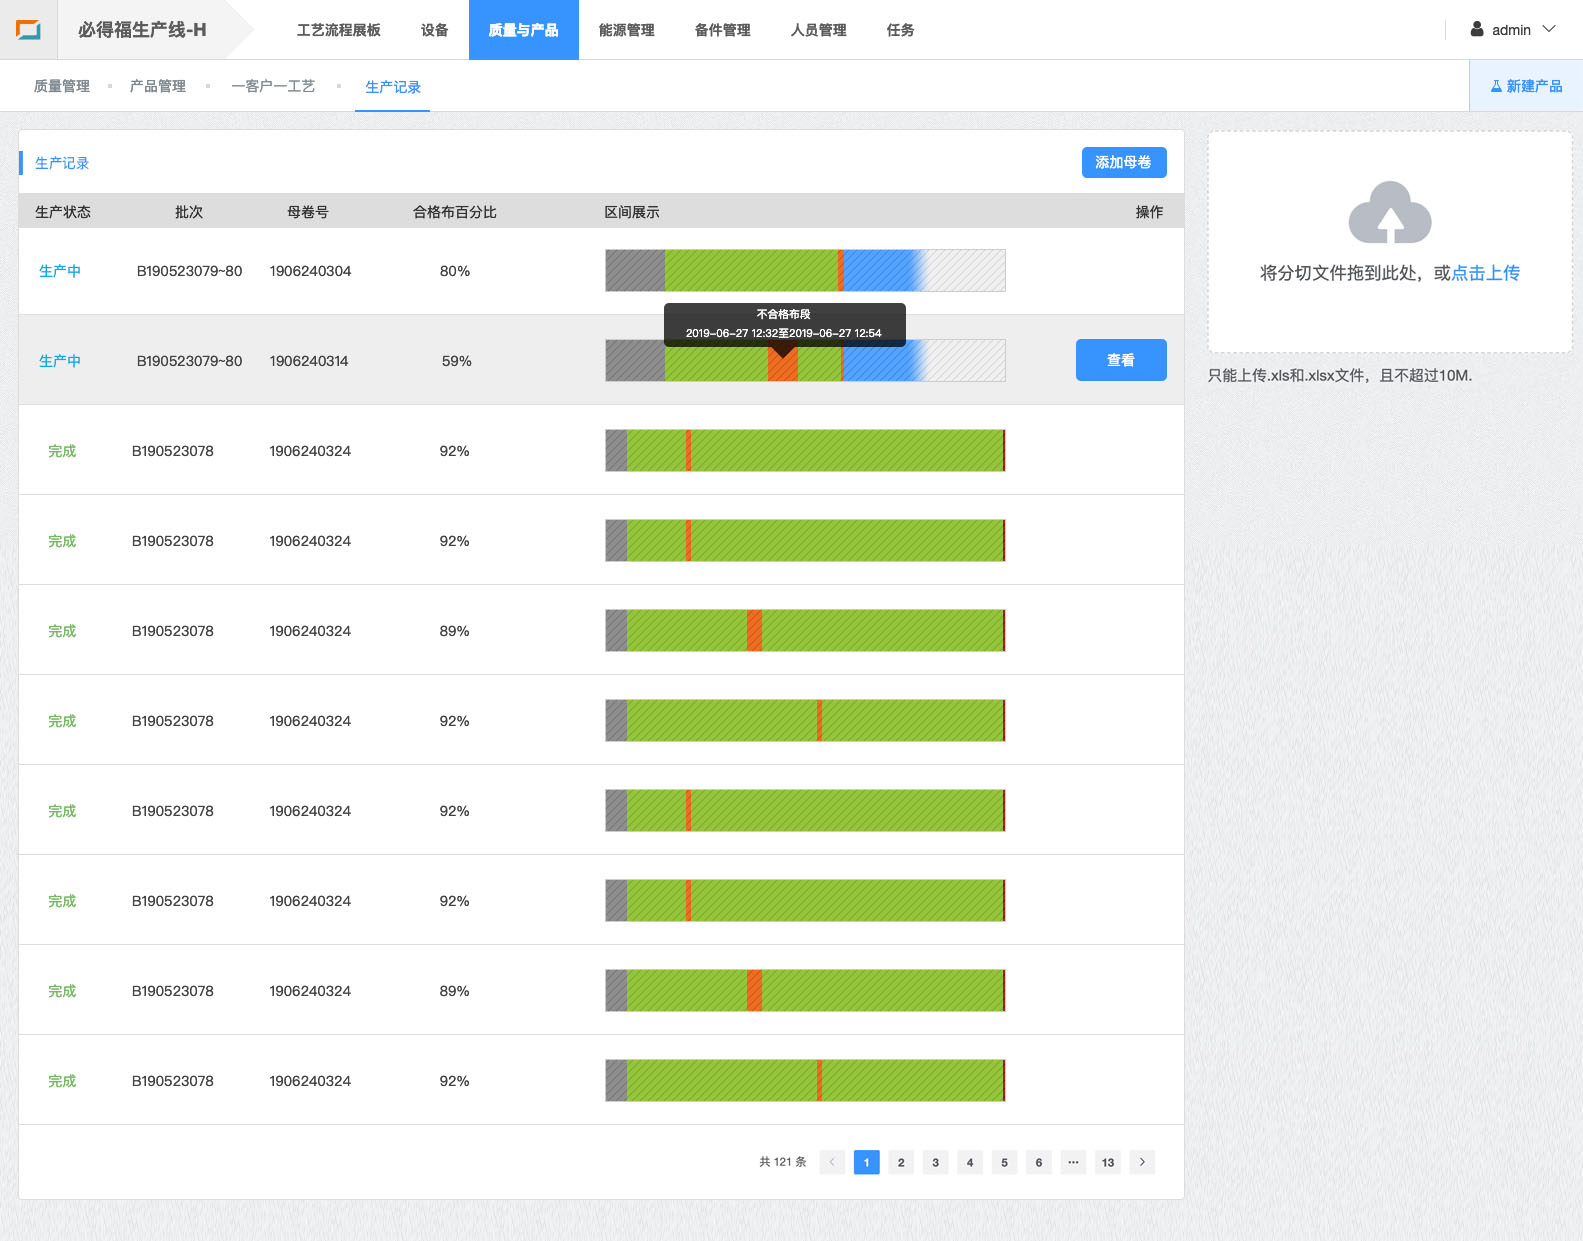 必得福生产线-H
工艺流程展板 设备 质量与产品 能源管理 备件管理 人员管理 任务
admin
质量管理 产品管理 一客户一工艺 生产记录
新建产品
生产记录
添加母卷
生产状态 批次 母卷号 合格布百分比 区间展示 操作
生产中 B190523079~80 1906240304 80%
不合格布段
2019-06-27 12:32至2019-06-27 12:54
生产中 B190523079~80 1906240314 59% 查看
完成 B190523078 1906240324 92%
完成 B190523078 1906240324 92%
完成 B190523078 1906240324 89%
完成 B190523078 1906240324 92%
完成 B190523078 1906240324 92%
完成 B190523078 1906240324 92%
完成 B190523078 1906240324 89%
完成 B190523078 1906240324 92%
共 121 条 1 2 3 4 5 6 ··· 13
将分切文件拖到此处，或点击上传
只能上传.xls和.xlsx文件，且不超过10M.